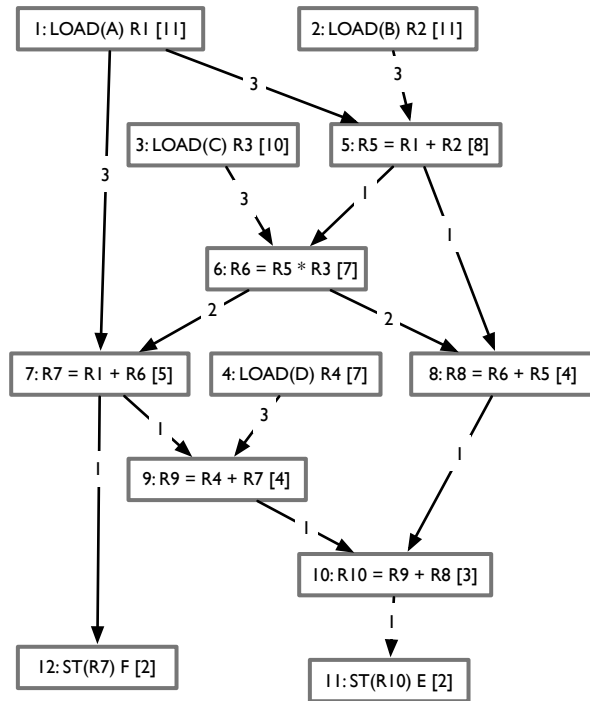 1: LOAD(A) R1 [11]
2: LOAD(B) R2 [11]
3
3
3: LOAD(C) R3 [10]
5: R5 = R1 + R2 [8]
3
3
1
1
6: R6 = R5 * R3 [7]
2
2
7: R7 = R1 + R6 [5]
4: LOAD(D) R4 [7]
8: R8 = R6 + R5 [4]
1
3
1
1
9: R9 = R4 + R7 [4]
1
10: R10 = R9 + R8 [3]
1
12: ST(R7) F [2]
11: ST(R10) E [2]